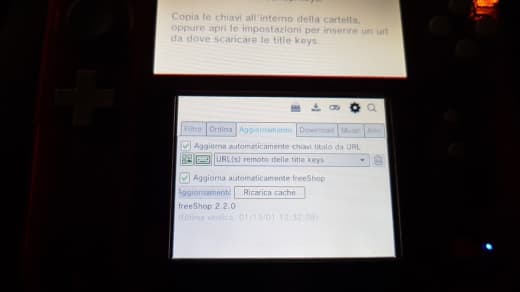 Copia le chiavi all'interno della cartella,
oppure apri le impostazioni per inserire un url
da dove scaricare le title keys.
Filtro Ordina Aggiornamento Download Music
Aggiorna automaticamente chiavi titolo da URL
URL(s) remoto delle title keys
Aggiorna automaticamente freeShop
Ricarica cache
freeShop 2.2.0